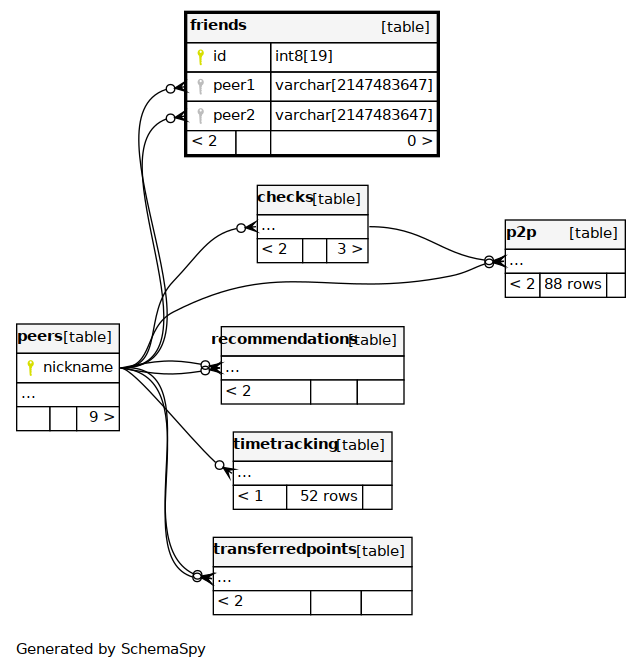 friends [table]
id int8[19]
peer1 varchar[2147483647]
peer2 varchar[2147483647]
< 2 0 >
checks [table]
...
< 2 3 >
p2p [table]
...
< 2 88 rows
peers [table]
nickname
...
9 >
recommendations [table]
...
< 2
timetracking [table]
...
< 1 52 rows
transferredpoints [table]
...
< 2
Generated by SchemaSpy